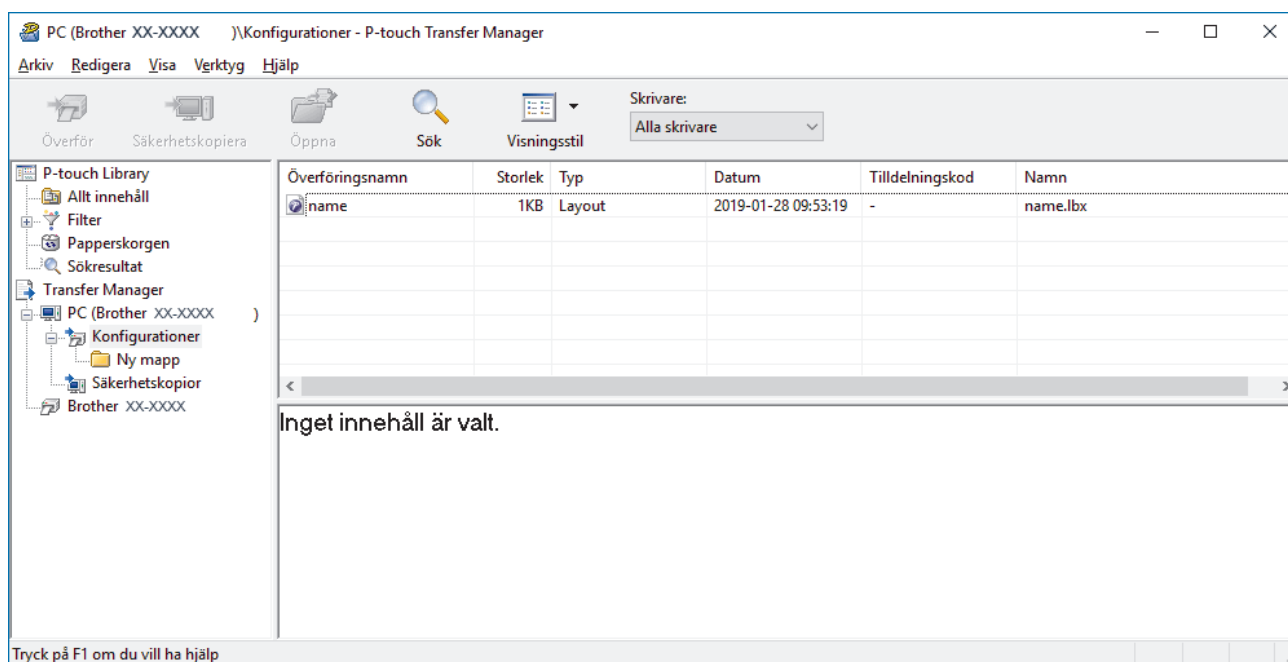 PC (Brother XX-XXXX )\Konfigurationer - P-touch Transfer Manager
Arkiv Redigera Visa Verktyg Hjälp
Överför Säkerhetskopiera Öppna Sök Visningsstil
Skrivare:
Alla skrivare
P-touch Library
Allt innehåll
Filter
Papperskorgen
Sökresultat
Transfer Manager
PC (Brother XX-XXXX )
Konfigurationer
Ny mapp
Säkerhetskopior
Brother XX-XXXX
Överföringsnamn Storlek Typ Datum Tilldelningskod Namn
name 1KB Layout 2019-01-28 09:53:19 - name.lbx
Inget innehåll är valt.
Tryck på F1 om du vill ha hjälp